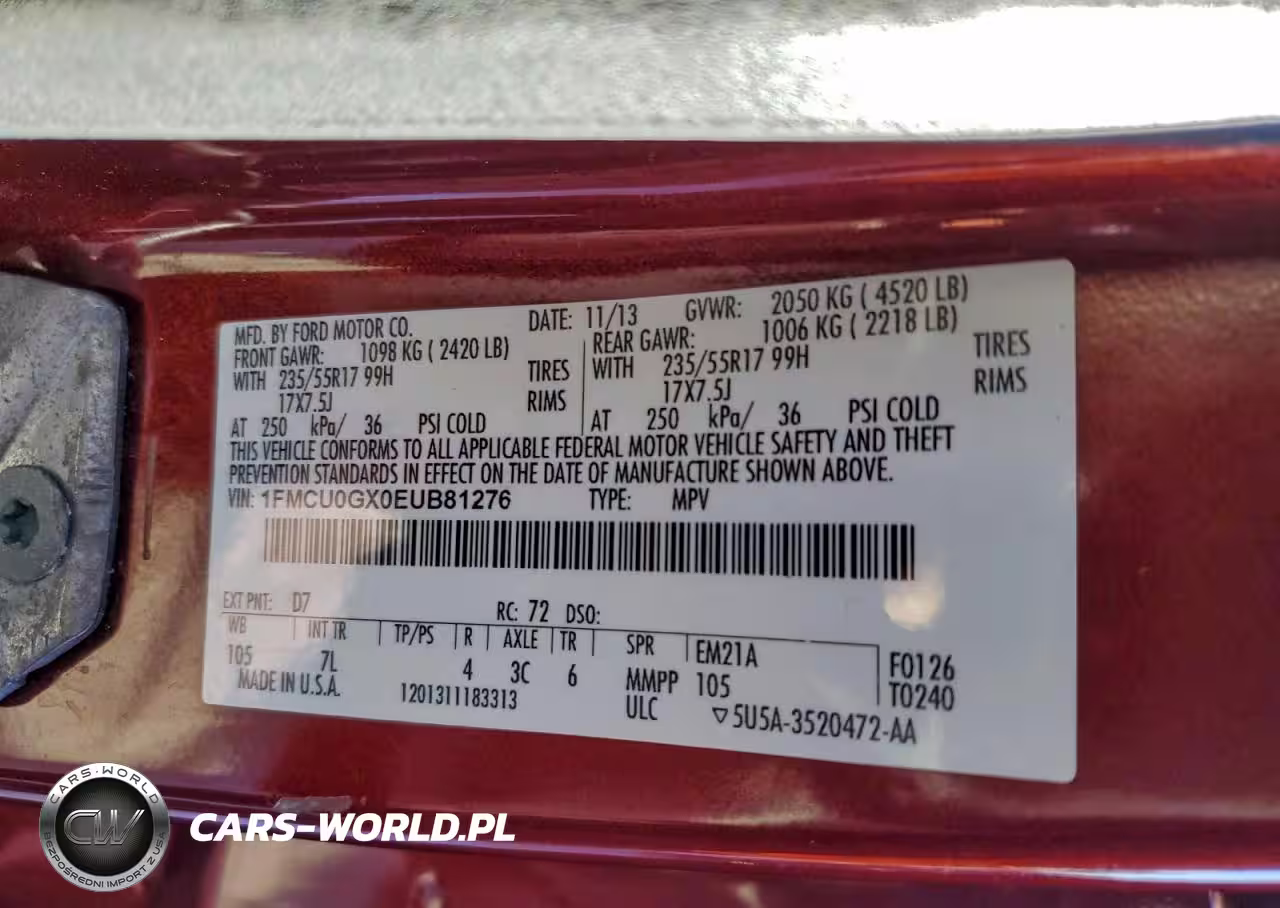 MFD. BY FORD MOTOR CO. DATE: 11/13 GVWR: 2050 KG ( 4520 LB)
FRONT GAWR: 1098 KG ( 2420 LB) REAR GAWR: 1006 KG ( 2218 LB)
WITH 235/55R17 99H TIRES WITH 235/55R17 99H TIRES
17X7.5J RIMS 17X7.5J RIMS
AT 250 kPa/ 36 PSI COLD AT 250 kPa/ 36 PSI COLD
THIS VEHICLE CONFORMS TO ALL APPLICABLE FEDERAL MOTOR VEHICLE SAFETY AND THEFT
PREVENTION STANDARDS IN EFFECT ON THE DATE OF MANUFACTURE SHOWN ABOVE.
VIN: 1FMCU0GX0EUB81276 TYPE: MPV
EXT PNT: D7 RC: 72 DSO:
WB INT TR TP/PS R AXLE TR SPR EM21A F0126
105 7L 4 3C 6 MMPP 105 T0240
MADE IN U.S.A. 1201311183313 ULC ▽5U5A-3520472-AA
CARS-WORLD
CW
BEZPOŚREDNI IMPORT Z USA
CARS-WORLD.PL